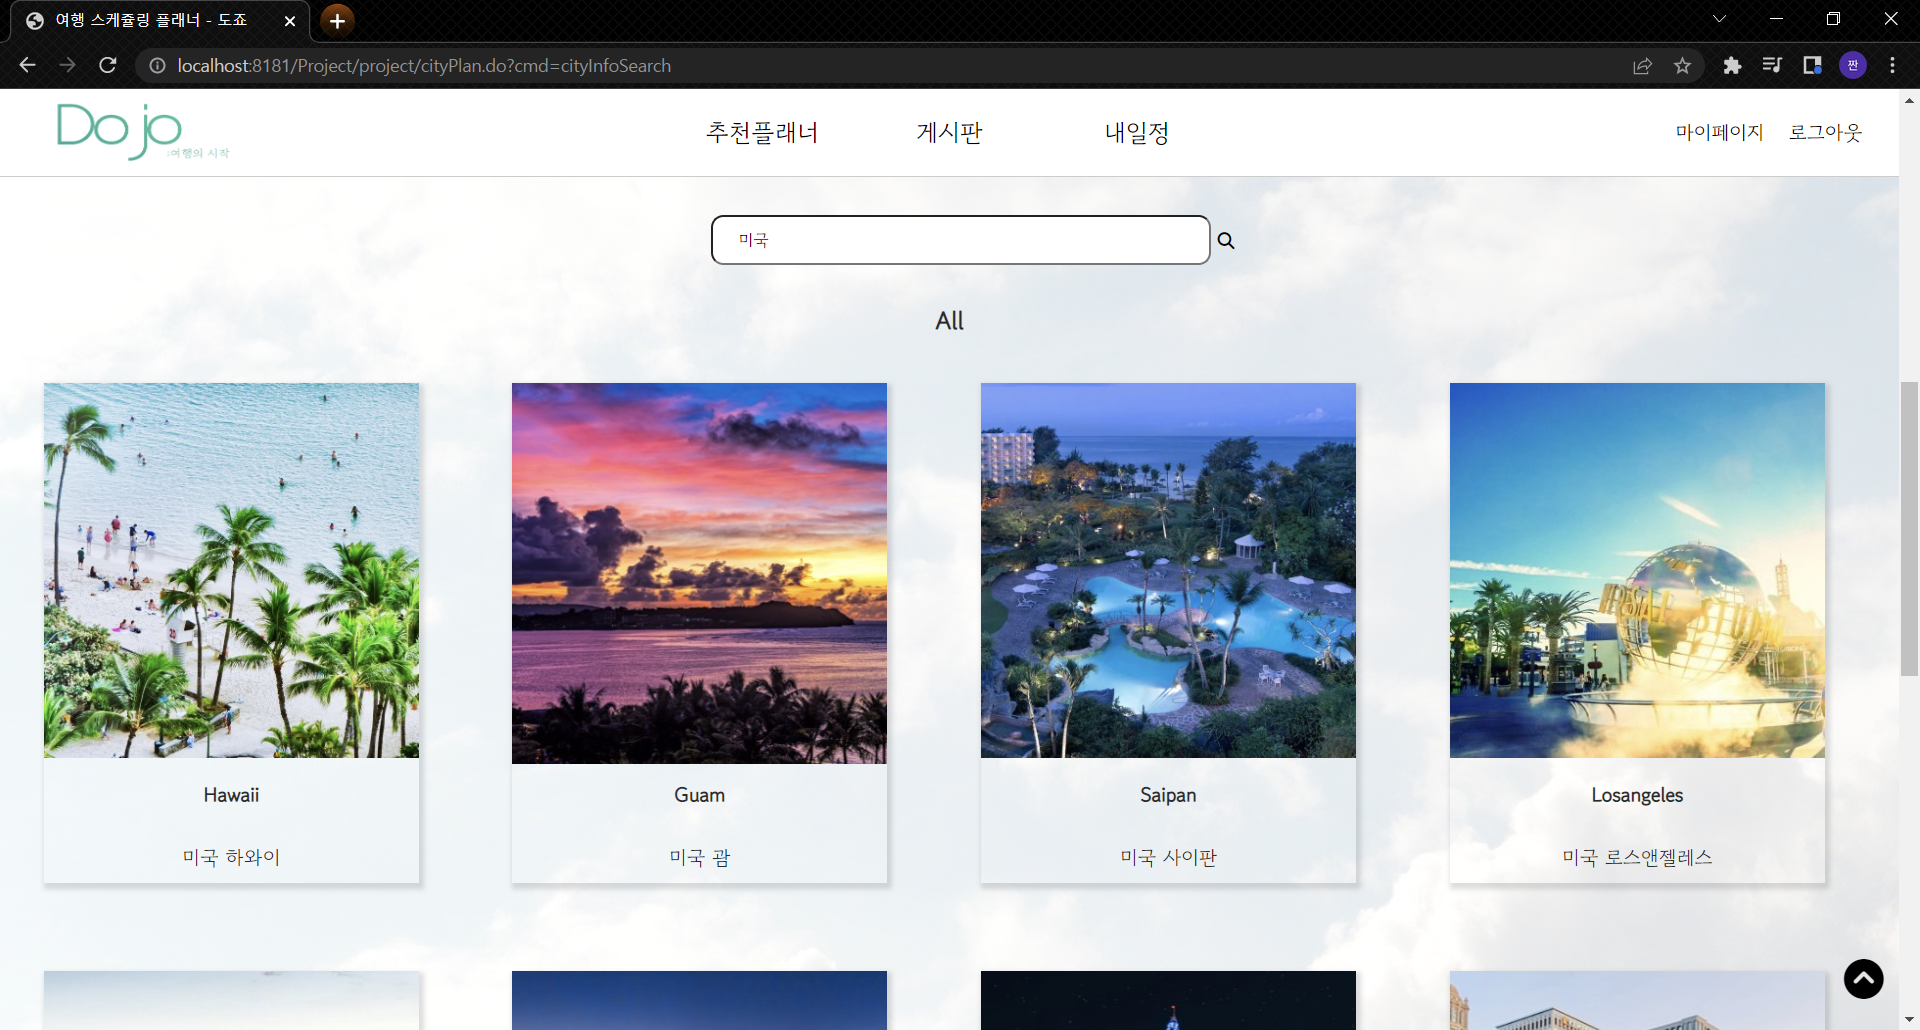 여행 스케쥴링 플래너 - 도죠
localhost:8181/Project/project/cityPlan.do?cmd=cityInfoSearch
짠
Do jo
:여행의 시작
추천플래너 게시판 내일정 마이페이지 로그아웃
미국
All
Hawaii
미국 하와이
Guam
미국 괌
Saipan
미국 사이판
Losangeles
미국 로스앤젤레스